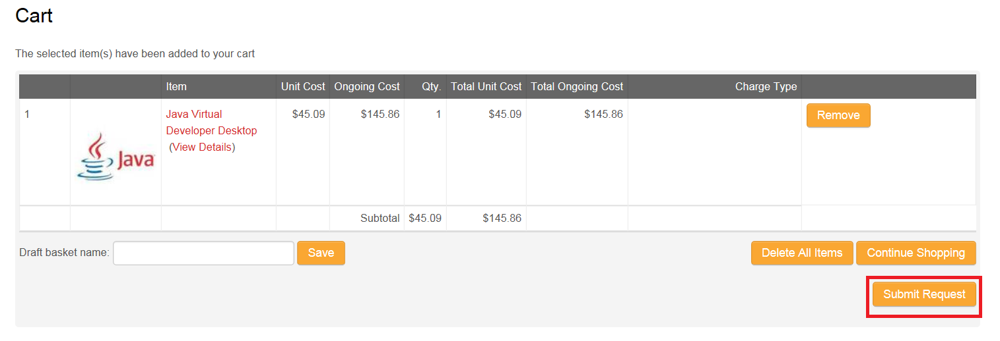 Cart
The selected item(s) have been added to your cart
Item Unit Cost Ongoing Cost Qty. Total Unit Cost Total Ongoing Cost Charge Type
1 Java Virtual $45.09 $145.86 1 $45.09 $145.86 Remove
Developer Desktop
(View Details)
Java
Subtotal $45.09 $145.86
Draft basket name: Save Delete All Items Continue Shopping
Submit Request